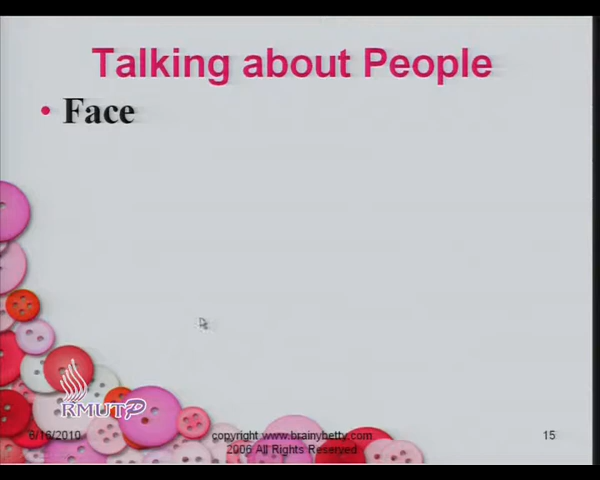 Talking about People
• Face
RMUTP
6/16/2010
copyright www.brainybetty.com
2006 All Rights Reserved
15